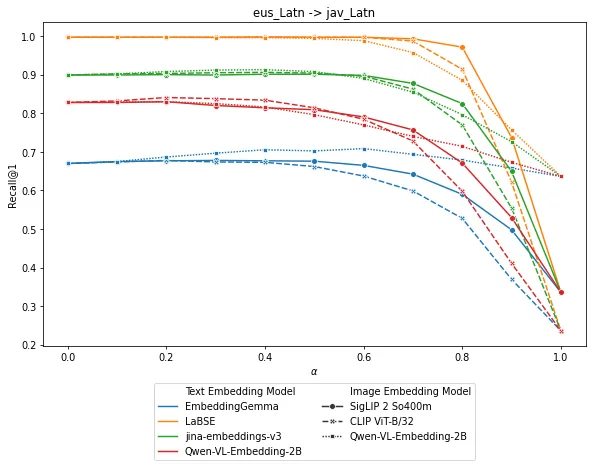 eus_Latn -> jav_Latn
1.0
0.9
0.8
0.7
0.6
0.5
0.4
0.3
0.2
Recall@1
0.0 0.2 0.4 0.6 0.8 1.0
α
Text Embedding Model Image Embedding Model
EmbeddingGemma SigLIP 2 So400m
LaBSE CLIP ViT-B/32
jina-embeddings-v3 Qwen-VL-Embedding-2B
Qwen-VL-Embedding-2B